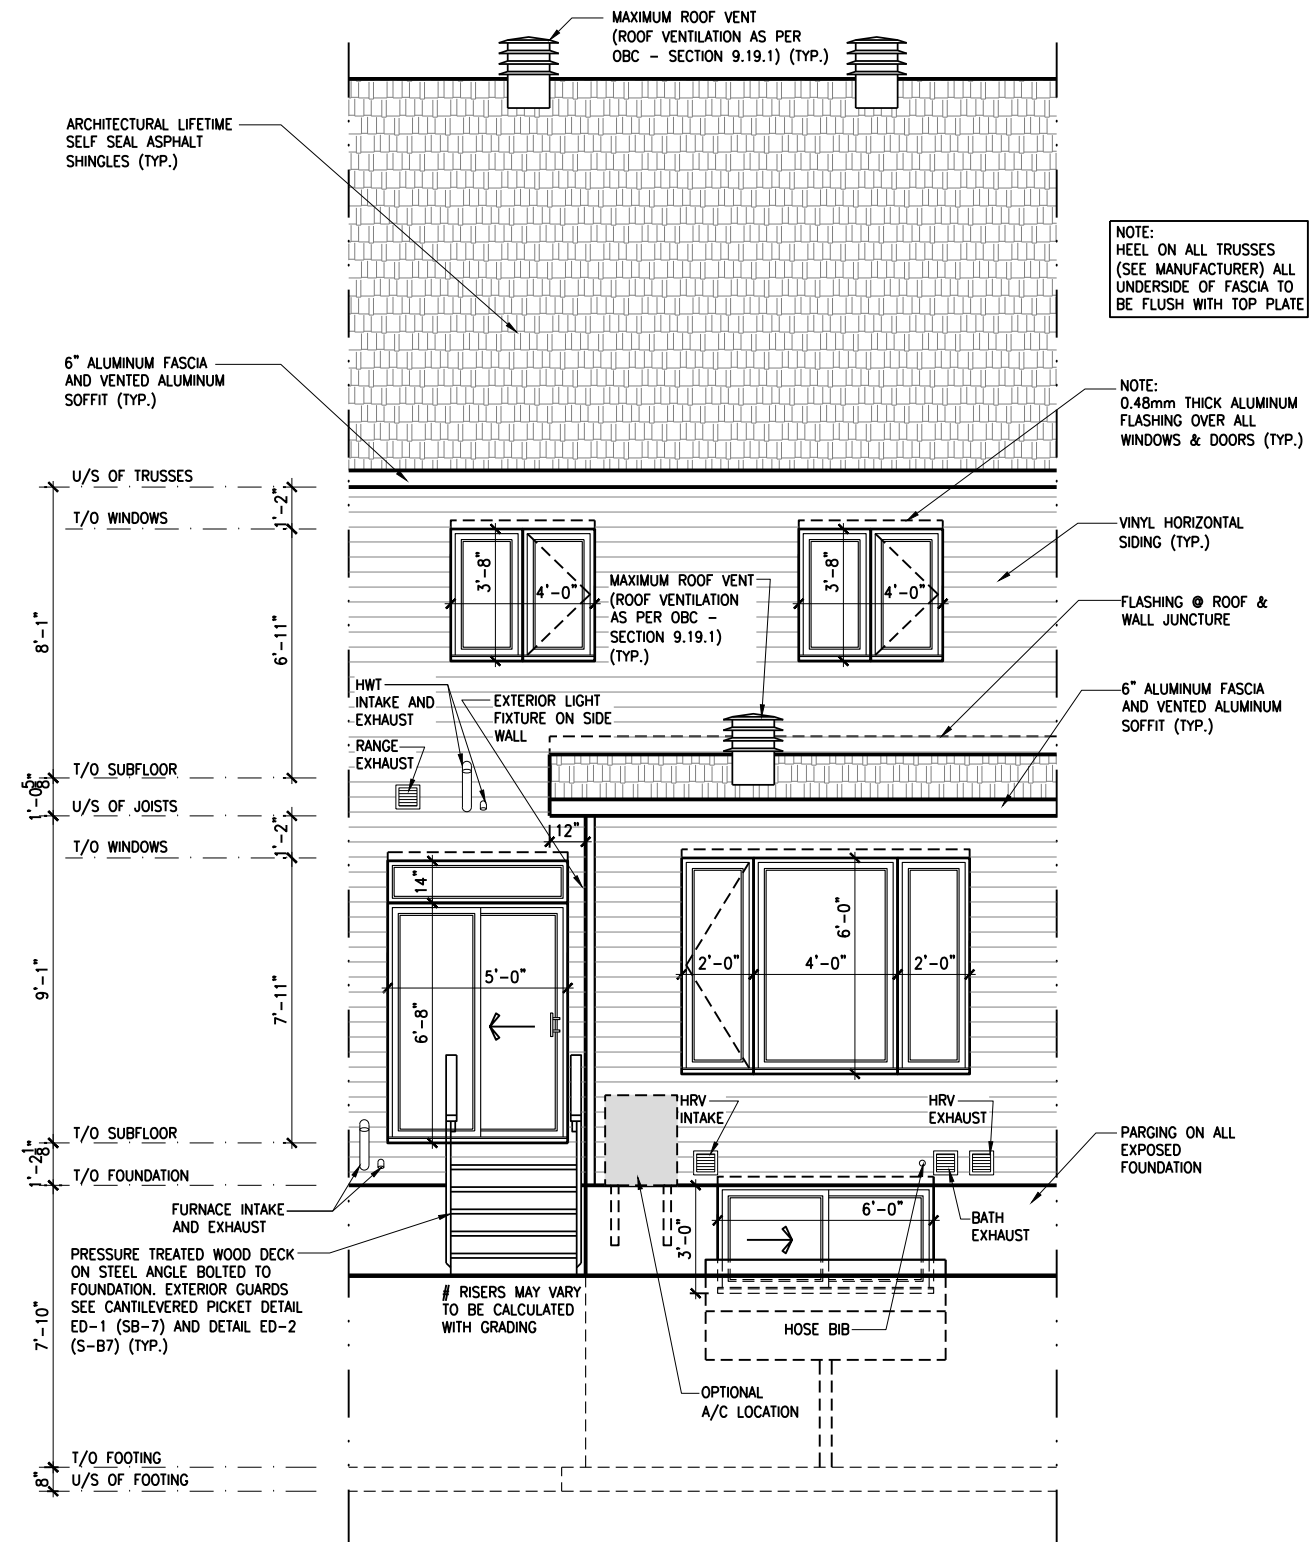 MAXIMUM ROOF VENT
(ROOF VENTILATION AS PER
OBC - SECTION 9.19.1) (TYP.)
ARCHITECTURAL LIFETIME
SELF SEAL ASPHALT
SHINGLES (TYP.)
NOTE:
HEEL ON ALL TRUSSES
(SEE MANUFACTURER) ALL
UNDERSIDE OF FASCIA TO
BE FLUSH WITH TOP PLATE
6" ALUMINUM FASCIA
AND VENTED ALUMINUM
SOFFIT (TYP.)
NOTE:
0.48mm THICK ALUMINUM
FLASHING OVER ALL
WINDOWS & DOORS (TYP.)
U/S OF TRUSSES
1'-2"
T/O WINDOWS
VINYL HORIZONTAL
SIDING (TYP.)
3'-8"
4'-0"
3'-8"
4'-0"
MAXIMUM ROOF VENT
(ROOF VENTILATION
AS PER OBC -
SECTION 9.19.1)
(TYP.)
FLASHING @ ROOF &
WALL JUNCTURE
8'-1"
6'-11"
HWT
INTAKE AND
EXHAUST
EXTERIOR LIGHT
FIXTURE ON SIDE
WALL
6" ALUMINUM FASCIA
AND VENTED ALUMINUM
SOFFIT (TYP.)
RANGE
EXHAUST
T/O SUBFLOOR
1'-0 5/8"
U/S OF JOISTS
1'-2"
12"
T/O WINDOWS
14"
6'-0"
2'-0"
4'-0"
2'-0"
5'-0"
9'-1"
7'-11"
6'-8"
HRV
INTAKE
HRV
EXHAUST
T/O SUBFLOOR
1'-2 1/8"
T/O FOUNDATION
PARGING ON ALL
EXPOSED
FOUNDATION
FURNACE INTAKE
AND EXHAUST
6'-0"
3'-0"
BATH
EXHAUST
PRESSURE TREATED WOOD DECK
ON STEEL ANGLE BOLTED TO
FOUNDATION. EXTERIOR GUARDS
SEE CANTILEVERED PICKET DETAIL
ED-1 (SB-7) AND DETAIL ED-2
(S-B7) (TYP.)
# RISERS MAY VARY
TO BE CALCULATED
WITH GRADING
HOSE BIB
7'-10"
OPTIONAL
A/C LOCATION
T/O FOOTING
8"
U/S OF FOOTING